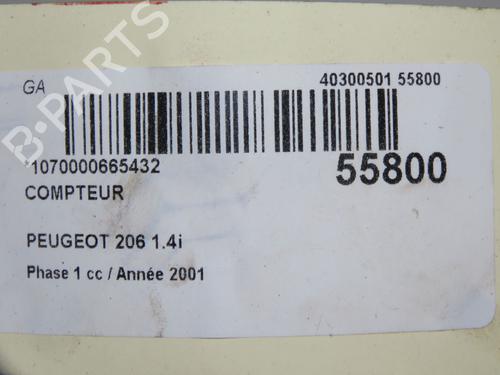 B-PARTS
GA
40300501 55800
1070000665432
55800
COMPTEUR
PEUGEOT 206 1.4i
Phase 1 cc / Année 2001